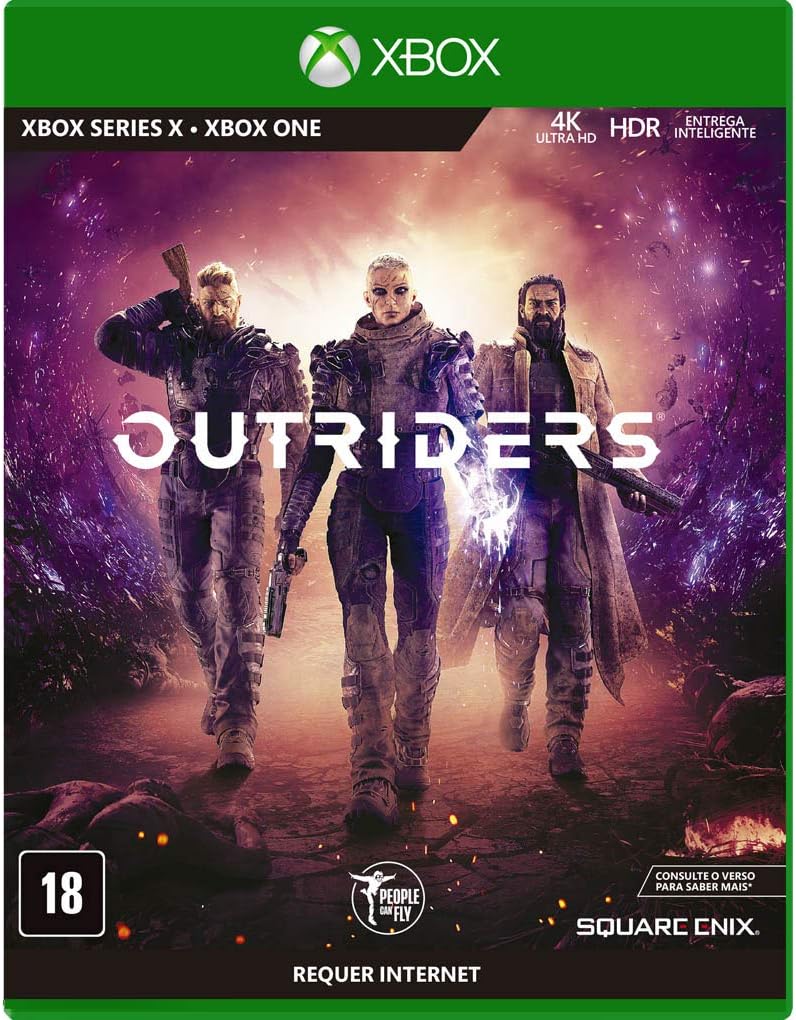 XBOX
XBOX SERIES X • XBOX ONE
4K
ULTRA HD
HDR
ENTREGA
INTELIGENTE
OUTRIDERS®
18
PEOPLE
CAN FLY
CONSULTE O VERSO
PARA SABER MAIS*
SQUARE ENIX®
REQUER INTERNET